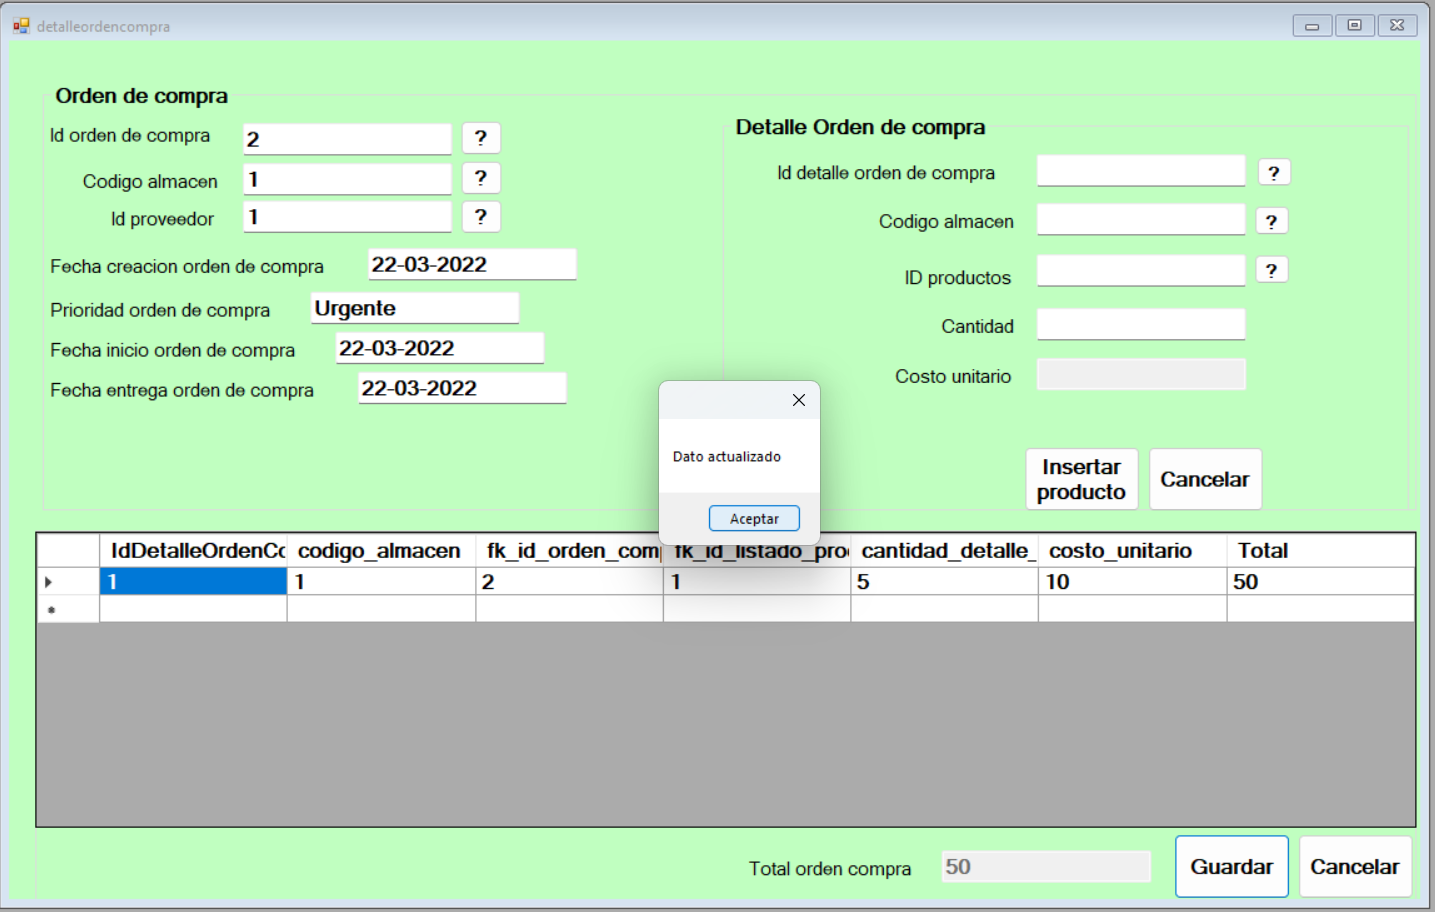 detalleordencompra
Orden de compra
Id orden de compra 2 ?
Codigo almacen 1 ?
Id proveedor 1 ?
Fecha creacion orden de compra 22-03-2022
Prioridad orden de compra Urgente
Fecha inicio orden de compra 22-03-2022
Fecha entrega orden de compra 22-03-2022
Detalle Orden de compra
Id detalle orden de compra ?
Codigo almacen ?
ID productos ?
Cantidad
Costo unitario
Insertar
producto
Cancelar
Dato actualizado
Aceptar
IdDetalleOrdenCo codigo_almacen fk_id_orden_com fk_id_listado_pro cantidad_detalle_ costo_unitario Total
1 1 2 1 5 10 50
Total orden compra 50 Guardar Cancelar